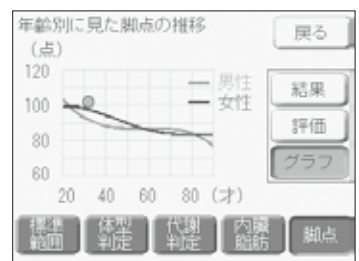 年齢別に見た脚点の推移
(点)
戻る
120
100
80
60
男性
女性
20 40 60 80 (才)
結果
評価
グラフ
標準
範囲
体型
判定
代謝
判定
内臓
脂肪
脚点